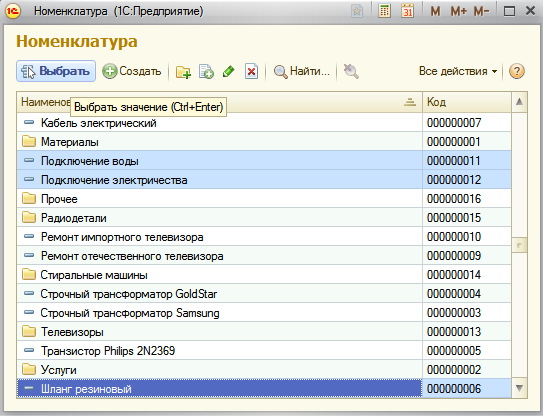 1С Номенклатура (1С:Предприятие) 31 M M+ M-
Номенклатура
Выбрать Создать Найти... Все действия ?
Наименов Код
Выбрать значение (Ctrl+Enter)
Кабель электрический 000000007
Материалы 000000001
Подключение воды 000000011
Подключение электричества 000000012
Прочее 000000016
Радиодетали 000000015
Ремонт импортного телевизора 000000010
Ремонт отечественного телевизора 000000009
Стиральные машины 000000014
Строчный трансформатор GoldStar 000000004
Строчный трансформатор Samsung 000000003
Телевизоры 000000013
Транзистор Philips 2N2369 000000005
Услуги 000000002
Шланг резиновый 000000006